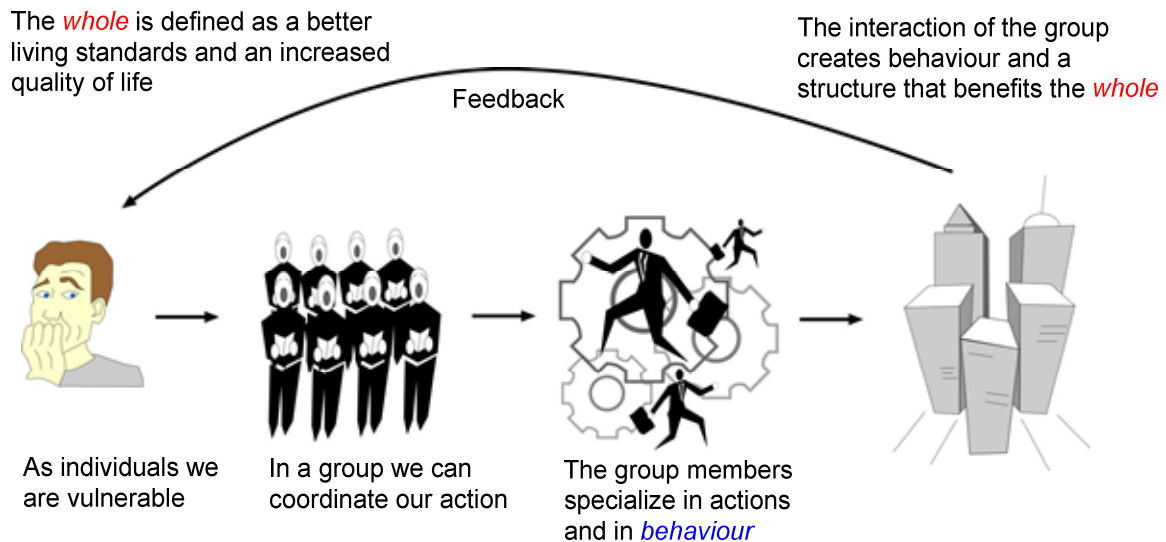 The whole is defined as a better
living standards and an increased
quality of life
The interaction of the group
creates behaviour and a
structure that benefits the whole
Feedback
As individuals we
are vulnerable
In a group we can
coordinate our action
The group members
specialize in actions
and in behaviour